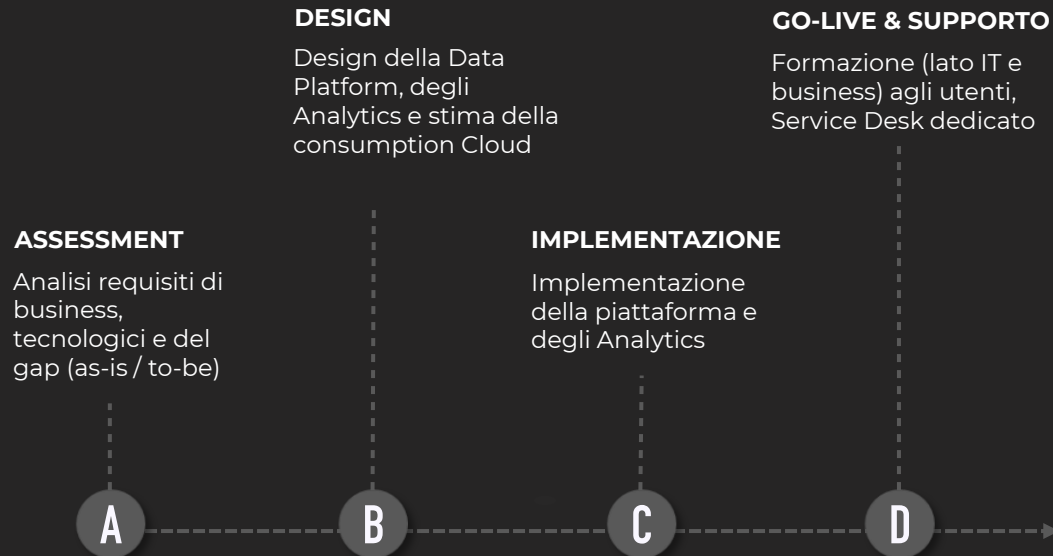 ASSESSMENT
Analisi requisiti di
business,
tecnologici e del
gap (as-is / to-be)
DESIGN
Design della Data
Platform, degli
Analytics e stima della
consumption Cloud
IMPLEMENTAZIONE
Implementazione
della piattaforma e
degli Analytics
GO-LIVE & SUPPORTO
Formazione (lato IT e
business) agli utenti,
Service Desk dedicato
A
B
C
D